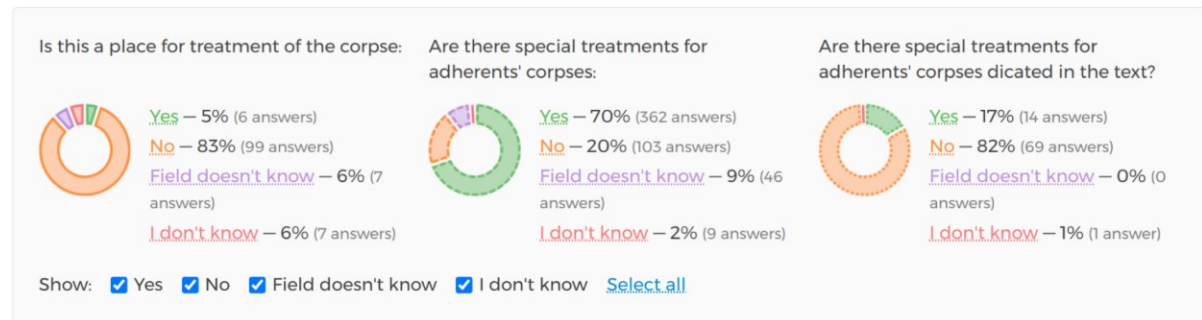 Is this a place for treatment of the corpse:
Yes — 5% (6 answers)
No — 83% (99 answers)
Field doesn't know — 6% (7
answers)
I don't know — 6% (7 answers)
Are there special treatments for
adherents' corpses:
Yes — 70% (362 answers)
No — 20% (103 answers)
Field doesn't know — 9% (46
answers)
I don't know — 2% (9 answers)
Are there special treatments for
adherents' corpses dicated in the text?
Yes — 17% (14 answers)
No — 82% (69 answers)
Field doesn't know — 0% (0
answers)
I don't know — 1% (1 answer)
Show: Yes No Field doesn't know I don't know Select all